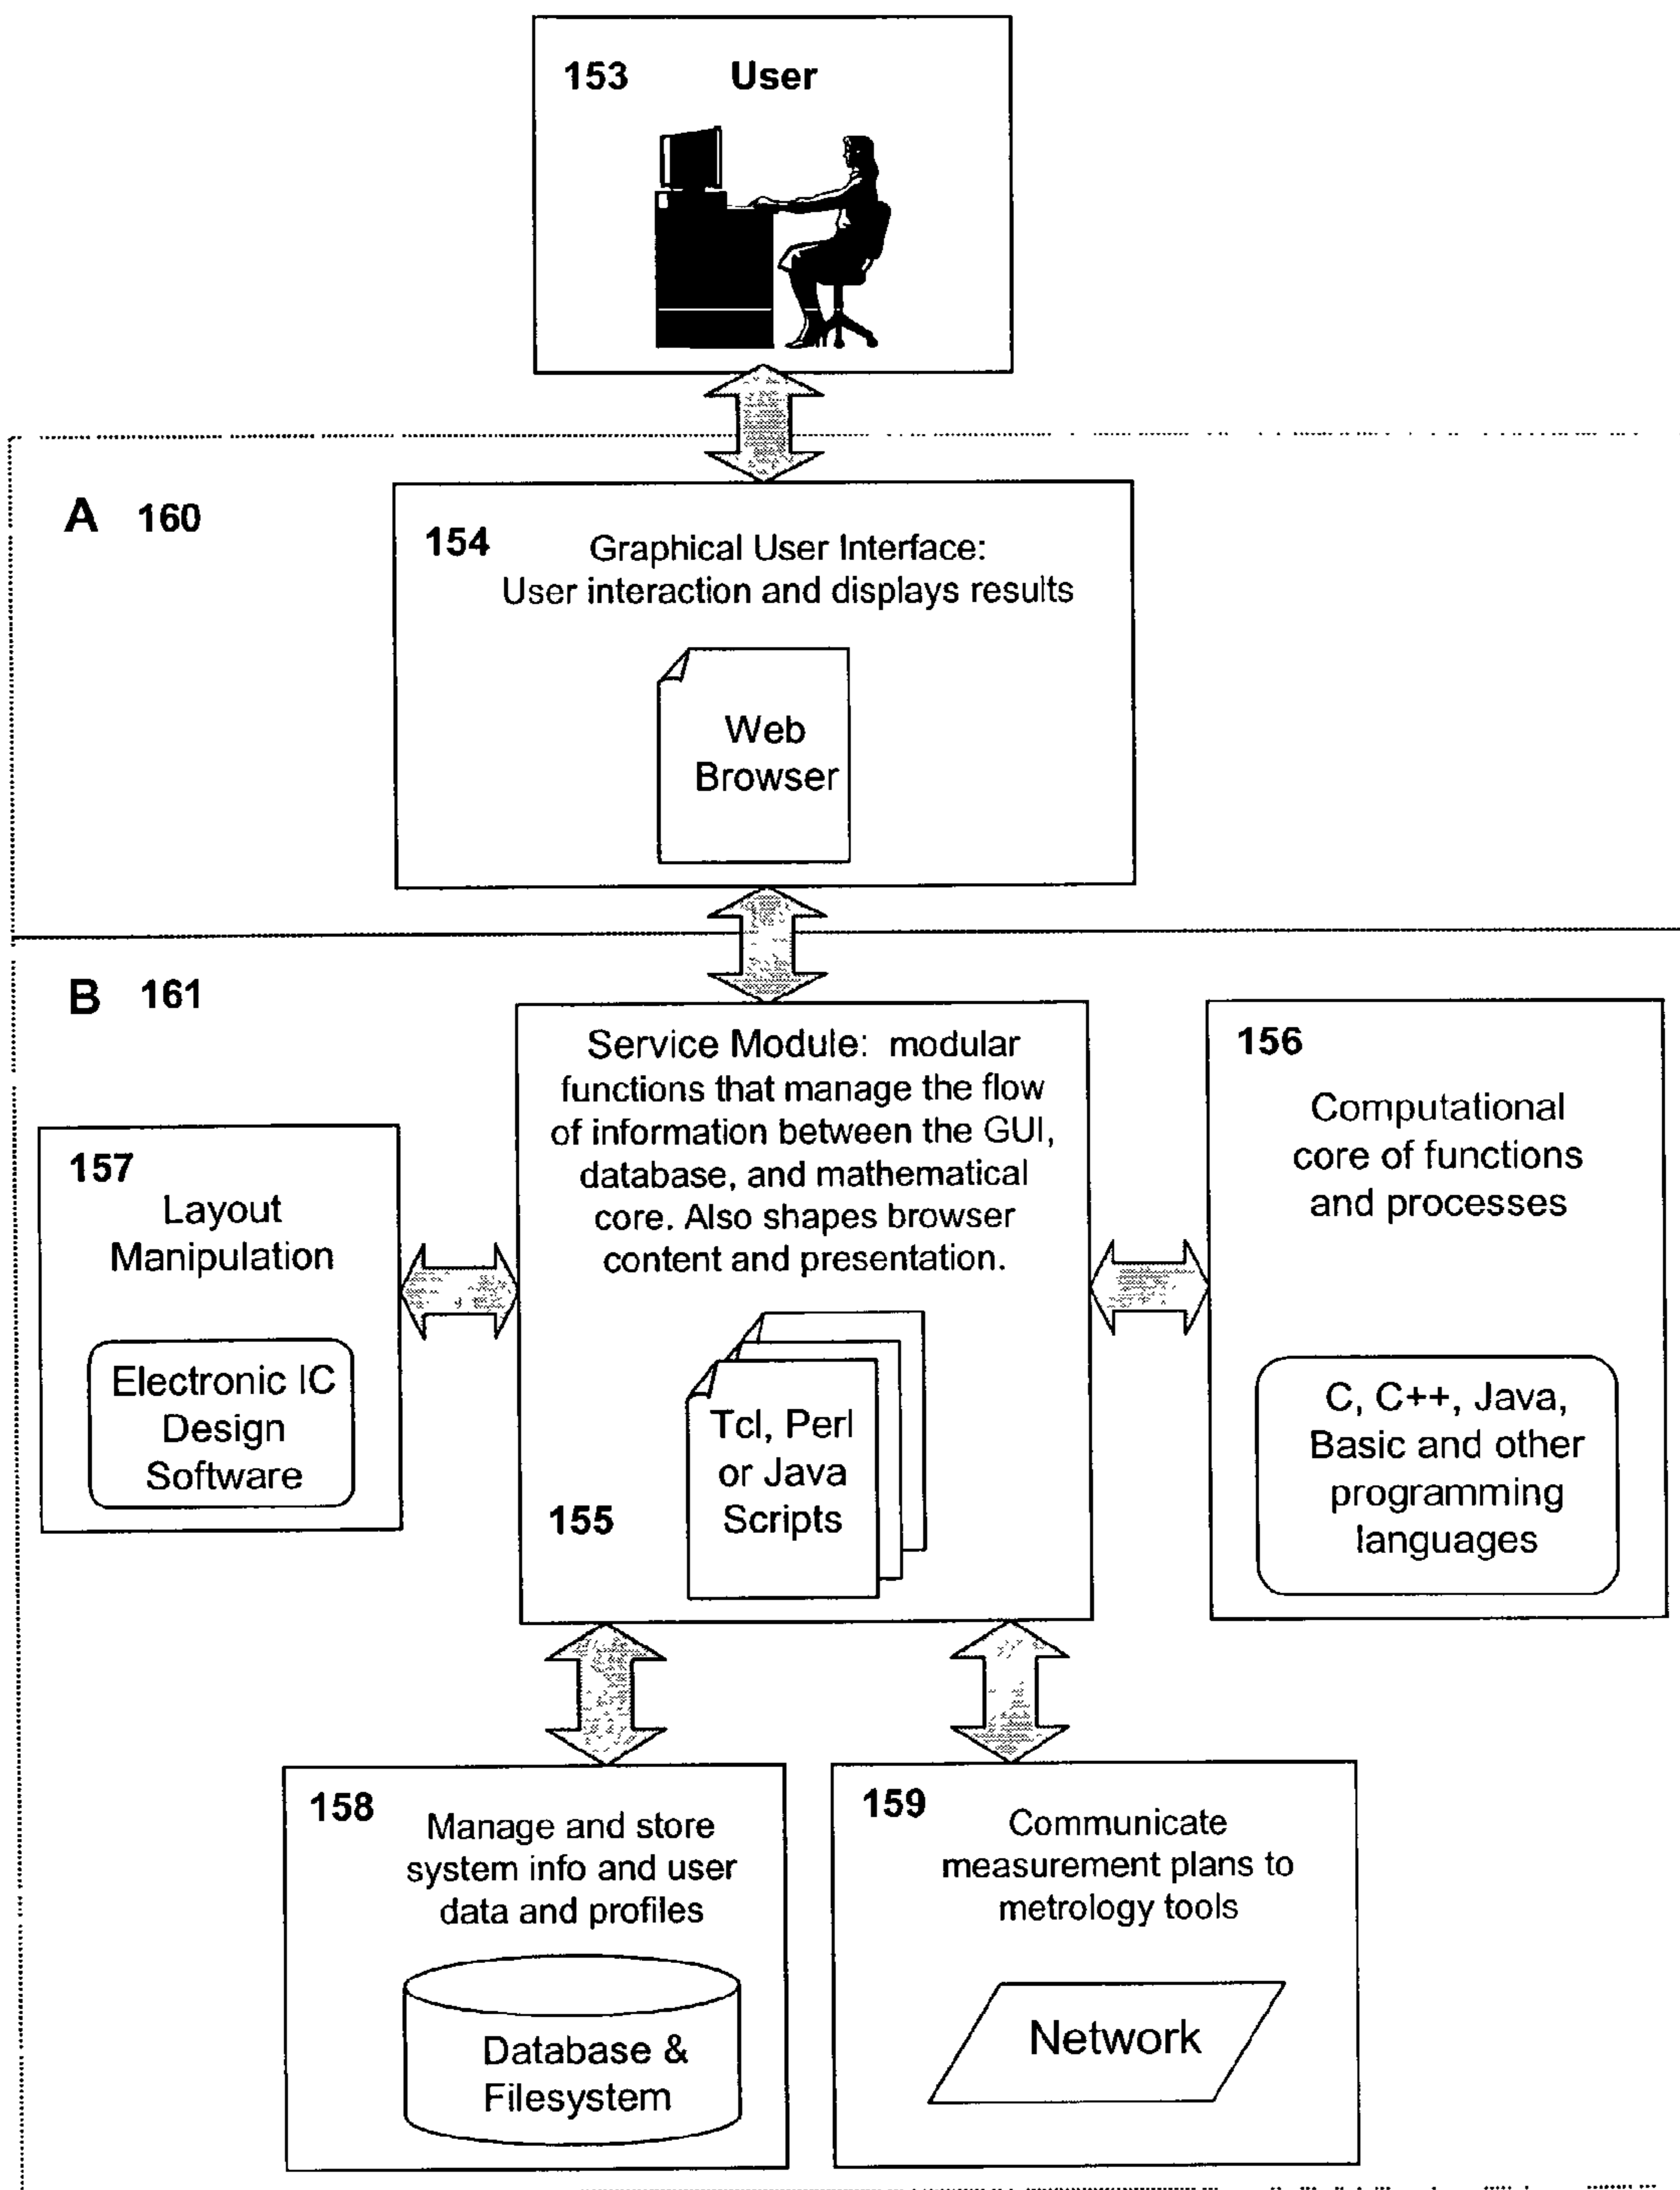 153 User
A 160
154
Graphical User Interface:
User interaction and displays results
Web
Browser
B 161
Service Module: modular
functions that manage the flow
of information between the GUI,
database, and mathematical
core. Also shapes browser
content and presentation.
Tcl, Perl
or Java
Scripts
155
156
Computational
core of functions
and processes
C, C++, Java,
Basic and other
programming
languages
157
Layout
Manipulation
Electronic IC
Design
Software
158
Manage and store
system info and user
data and profiles
Database &
Filesystem
159
Communicate
measurement plans to
metrology tools
Network